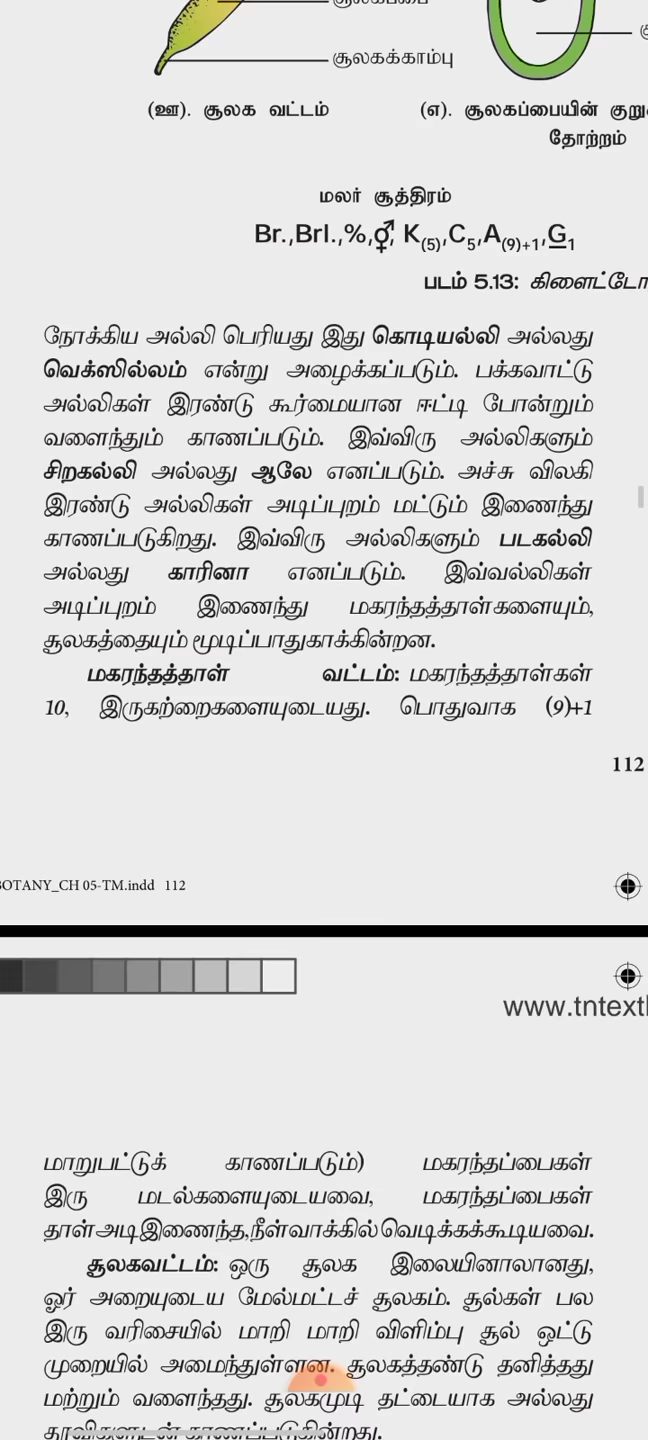 சூலகப்பை
சூலகக்காம்பு
(ஊ). சூலக வட்டம்
(எ). சூலகப்பையின்
தோற்றம்
மலர் சூத்திரம்
Br.,Brl.,%,⚥, K(5),C5,A(9)+1,G1
படம் 5.13: கிளைட்டோ
நோக்கிய அல்லி பெரியது இது கொடியல்லி அல்லது
வெக்ஸில்லம் என்று அழைக்கப்படும். பக்கவாட்டு
அல்லிகள் இரண்டு கூர்மையான ஈட்டி போன்றும்
வளைந்தும் காணப்படும். இவ்விரு அல்லிகளும்
சிறகல்லி அல்லது ஆலே எனப்படும். அச்சு விலகி
இரண்டு அல்லிகள் அடிப்புறம் மட்டும் இணைந்து
காணப்படுகிறது. இவ்விரு அல்லிகளும் படகல்லி
அல்லது காரினா எனப்படும். இவ்வல்லிகள்
அடிப்புறம் இணைந்து மகரந்தத்தாள்களையும்,
சூலகத்தையும் மூடிப்பாதுகாக்கின்றன.
மகரந்தத்தாள் வட்டம்: மகரந்தத்தாள்கள்
10, இருகற்றைகளையுடையது. பொதுவாக (9)+1
112
BOTANY_CH 05-TM.indd 112
www.tntext
மாறுபட்டுக் காணப்படும்) மகரந்தப்பைகள்
இரு மடல்களையுடையவை, மகரந்தப்பைகள்
தாள் அடி இணைந்த, நீள்வாக்கில் வெடிக்கக்கூடியவை.
சூலகவட்டம்: ஒரு சூலக இலையினாலானது,
ஓர் அறையுடைய மேல்மட்டச் சூலகம். சூல்கள் பல
இரு வரிசையில் மாறி மாறி விளிம்பு சூல் ஒட்டு
முறையில் அமைந்துள்ளன. சூலகத்தண்டு தனித்தது
மற்றும் வளைந்தது. சூலகமுடி தட்டையாக அல்லது
தூவிகளுடன் காணப்படுகின்றது.